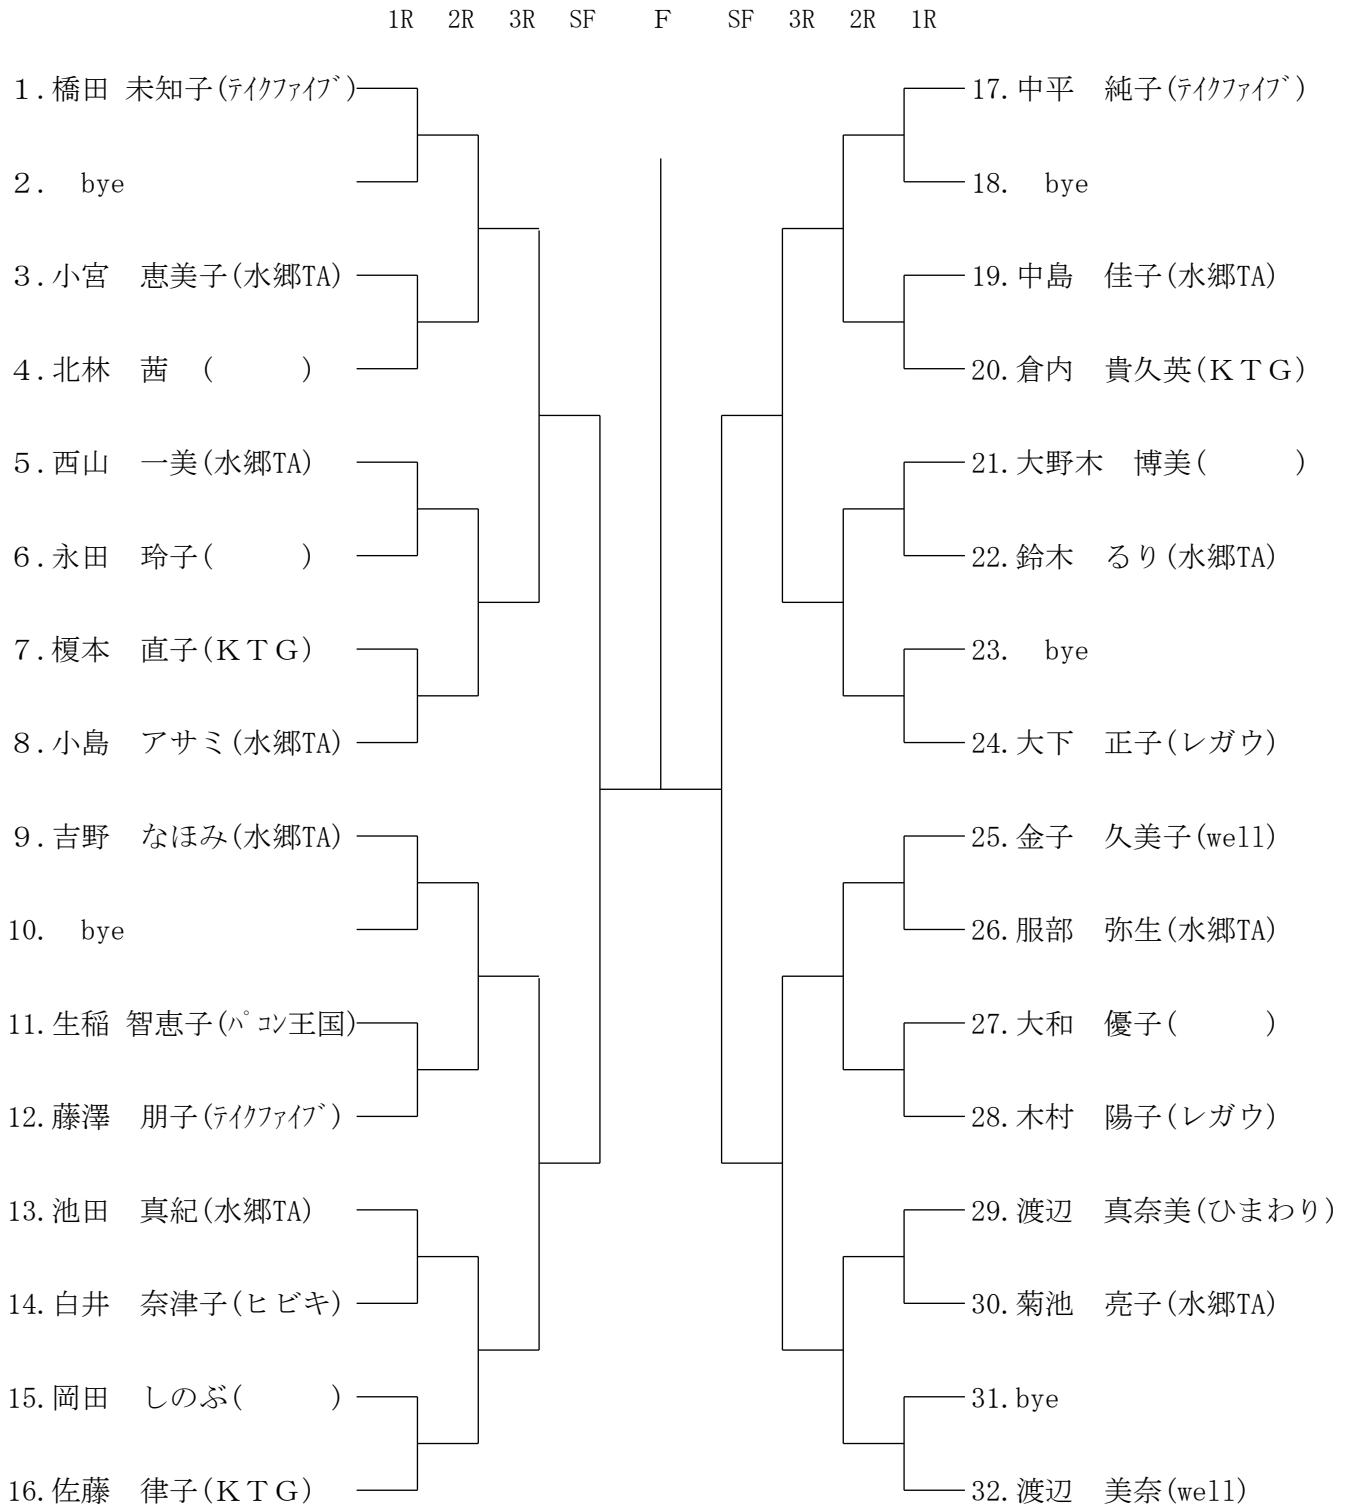 1R 2R 3R SF F SF 3R 2R 1R
1.橋田 未知子(ﾃｲｸﾌｧｲﾌﾞ)
2. bye
3.小宮 恵美子(水郷TA)
4.北林 茜 ( )
5.西山 一美(水郷TA)
6.永田 玲子( )
7.榎本 直子(KTG)
8.小島 アサミ(水郷TA)
9.吉野 なほみ(水郷TA)
10. bye
11.生稲 智恵子(ﾊﾟｺﾝ王国)
12.藤澤 朋子(ﾃｲｸﾌｧｲﾌﾞ)
13.池田 真紀(水郷TA)
14.白井 奈津子(ヒビキ)
15.岡田 しのぶ( )
16.佐藤 律子(KTG)
17.中平 純子(ﾃｲｸﾌｧｲﾌﾞ)
18. bye
19.中島 佳子(水郷TA)
20.倉内 貴久英(KTG)
21.大野木 博美( )
22.鈴木 るり(水郷TA)
23. bye
24.大下 正子(レガウ)
25.金子 久美子(well)
26.服部 弥生(水郷TA)
27.大和 優子( )
28.木村 陽子(レガウ)
29.渡辺 真奈美(ひまわり)
30.菊池 亮子(水郷TA)
31.bye
32.渡辺 美奈(well)